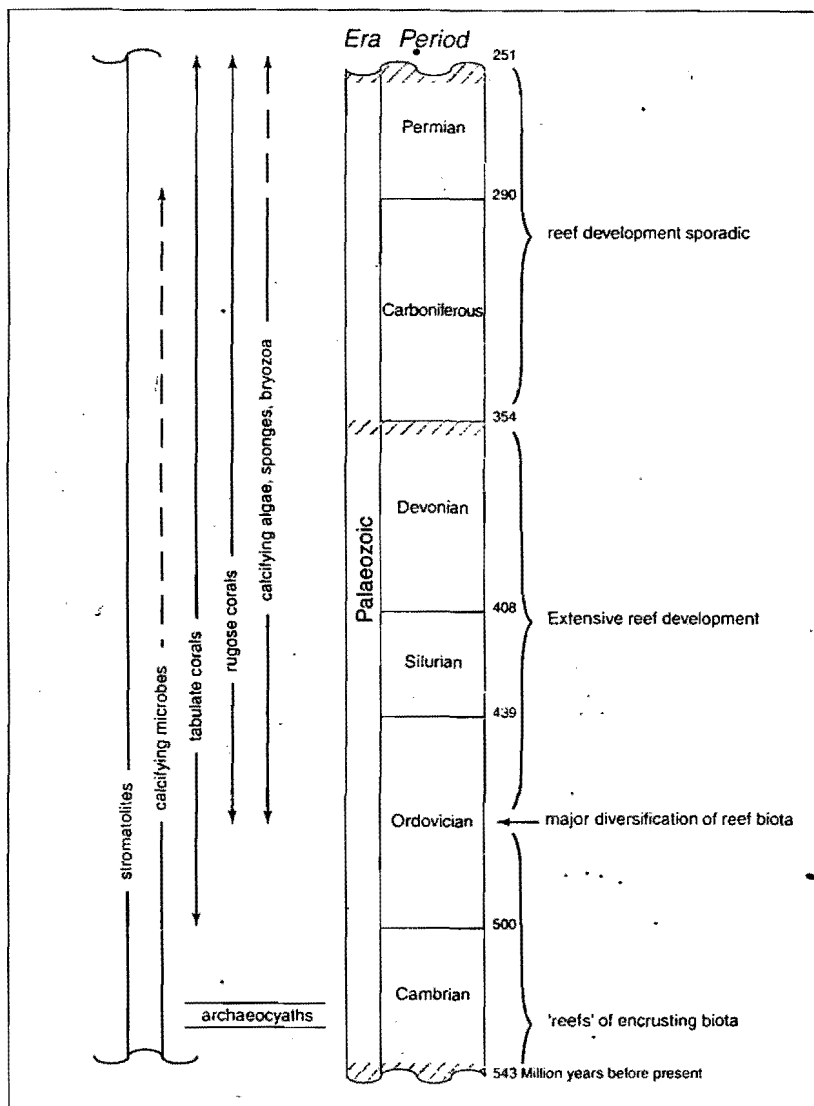 Era Period
251
Permian
290
reef development sporadic
Carboniferous
354
Devonian
Palaeozoic
408
Extensive reef development
Silurian
439
Ordovician
major diversification of reef biota
500
Cambrian
'reefs' of encrusting biota
543 Million years before present
stromatolites
calcifying microbes
tabulate corals
rugose corals
calcifying algae, sponges, bryozoa
archaeocyaths